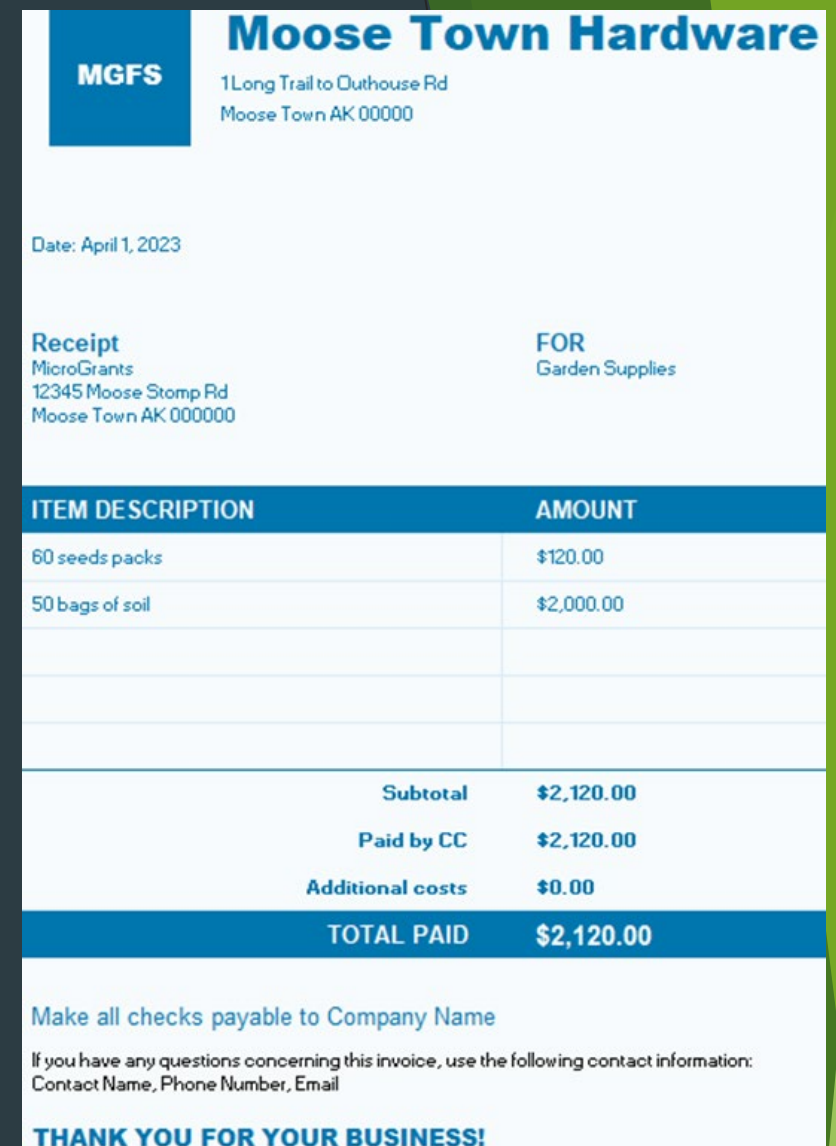 Moose Town Hardware
MGFS
1 Long Trail to Outhouse Rd
Moose Town AK 00000
Date: April 1, 2023
Receipt
MicroGrants
12345 Moose Stomp Rd
Moose Town AK 000000
FOR
Garden Supplies
ITEM DESCRIPTION AMOUNT
60 seeds packs $120.00
50 bags of soil $2,000.00
Subtotal $2,120.00
Paid by CC $2,120.00
Additional costs $0.00
TOTAL PAID $2,120.00
Make all checks payable to Company Name
If you have any questions concerning this invoice, use the following contact information:
Contact Name, Phone Number, Email
THANK YOU FOR YOUR BUSINESS!